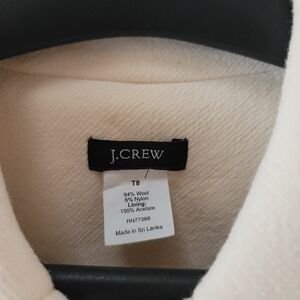 J.CREW
T8
94% Wool
6% Nylon
Lining:
100% Acetate
RN77388
Made in Sri Lanka